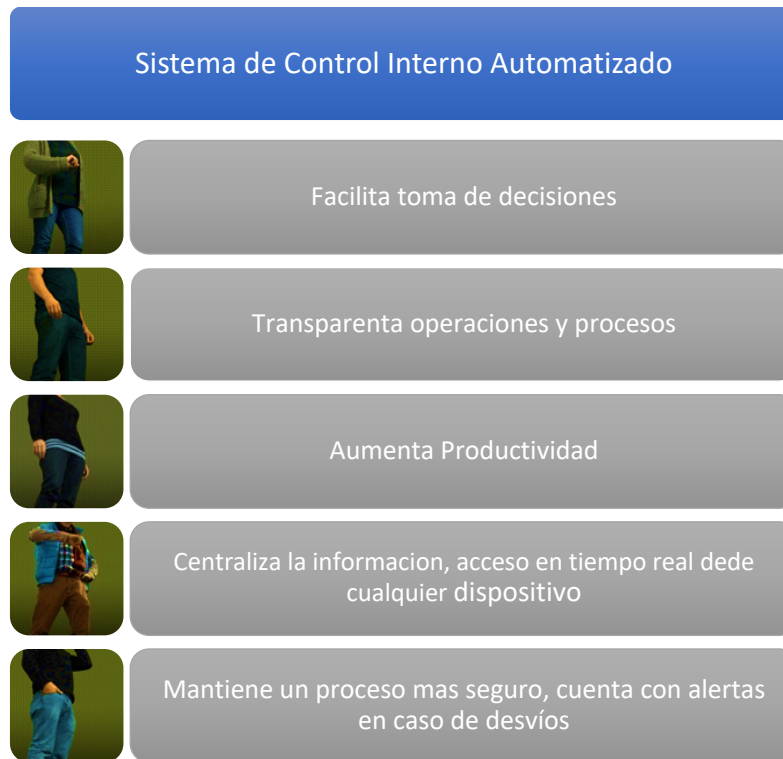 Sistema de Control Interno Automatizado
Facilita toma de decisiones
Transparenta operaciones y procesos
Aumenta Productividad
Centraliza la informacion, acceso en tiempo real dede
cualquier dispositivo
Mantiene un proceso mas seguro, cuenta con alertas
en caso de desvíos